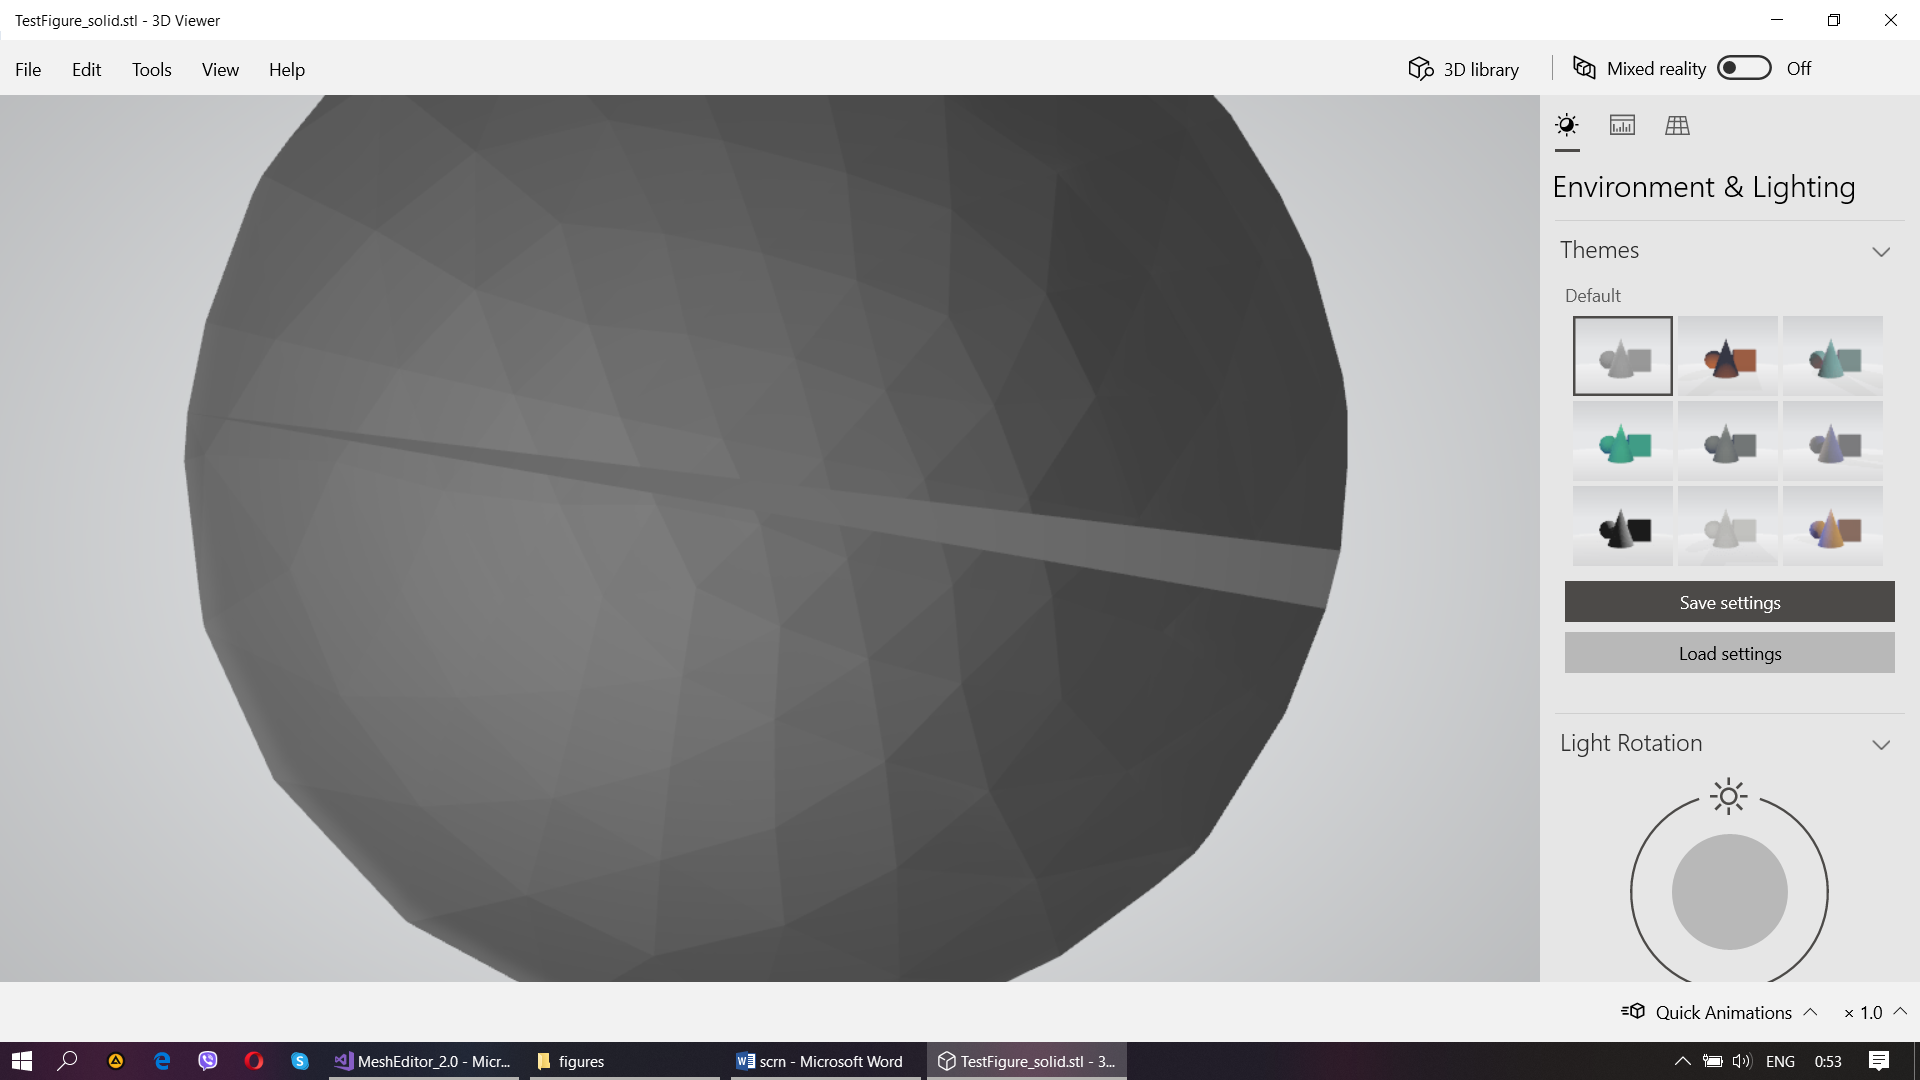 TestFigure_solid.stl - 3D Viewer
File Edit Tools View Help 3D library Mixed reality Off
Environment & Lighting
Themes
Default
Save settings
Load settings
Light Rotation
Quick Animations × 1.0
MeshEditor_2.0 - Micr... figures scrn - Microsoft Word TestFigure_solid.stl - 3... ENG 0:53